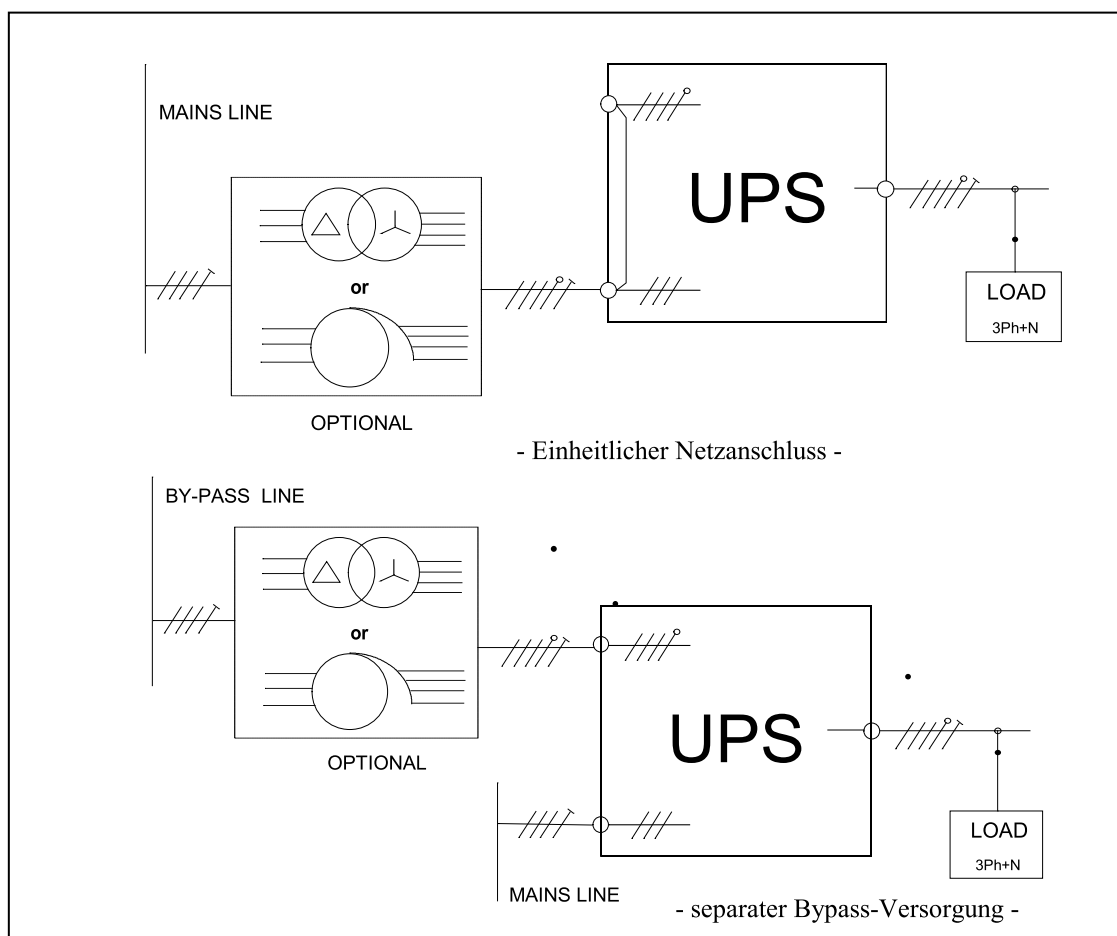 MAINS LINE
UPS
or
LOAD
3Ph+N
OPTIONAL
- Einheitlicher Netzanschluss -
BY-PASS LINE
or
UPS
OPTIONAL
LOAD
3Ph+N
MAINS LINE
- separater Bypass-Versorgung -